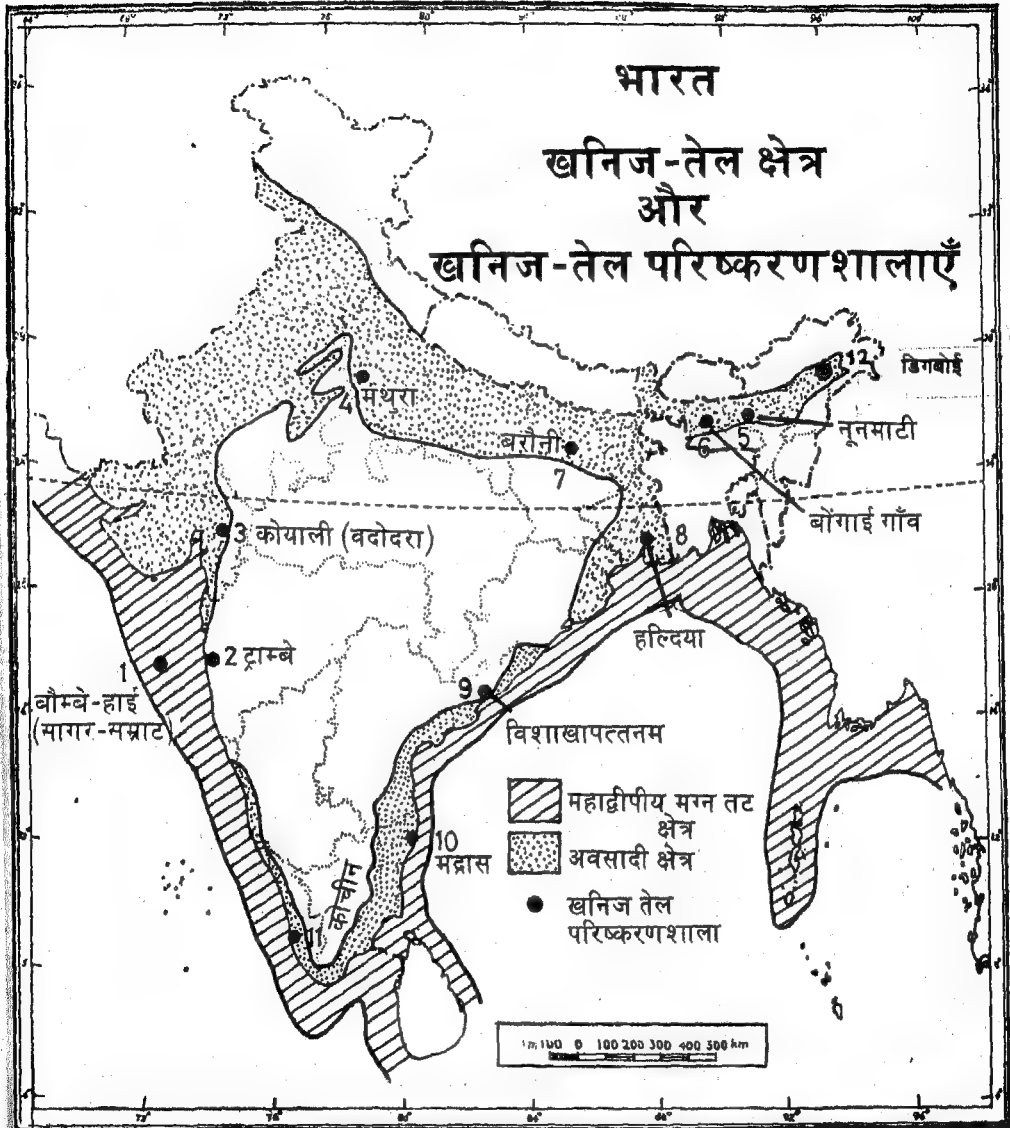 भारत
खनिज-तेल क्षेत्र
और
खनिज-तेल परिष्करणशालाएँ
12 डिगबोई
4 मथुरा
नूनमाटी
5
6
बरौनी
7
बोंगाई गाँव
3 कोयाली (वदोदरा)
8
हल्दिया
2 ट्राम्बे
1
बौम्बे-हाई
(सागर-सम्राट)
9
विशाखापत्तनम
महाद्वीपीय मग्न तट
क्षेत्र
10
मद्रास
अवसादी क्षेत्र
कोचीन
11
खनिज तेल
परिष्करणशाला
100 0 100 200 300 400 500 km